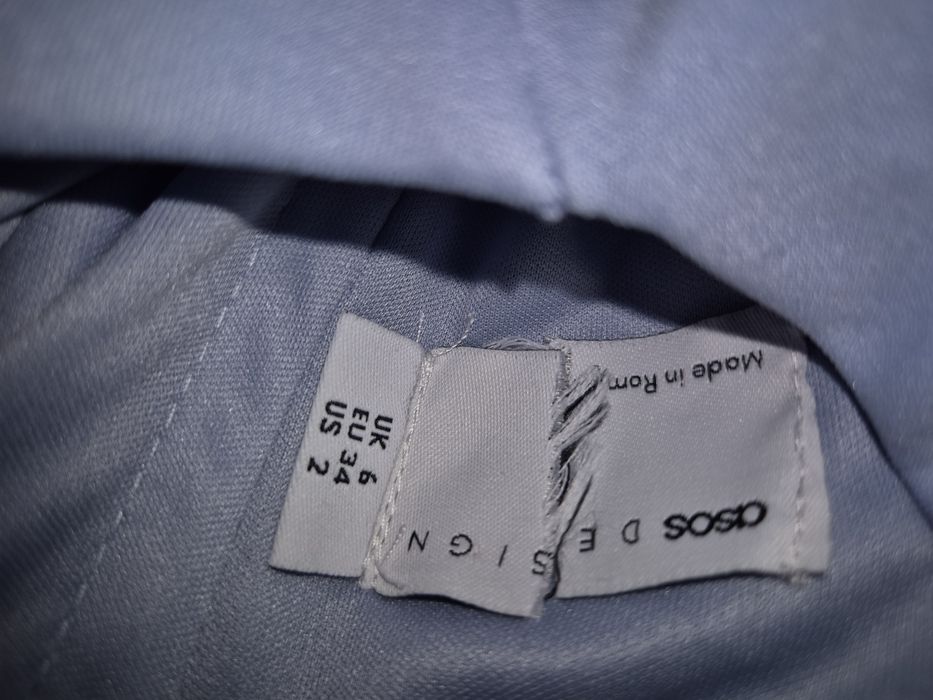 asos DESIGN
Made in Rom
UK 6
EU 34
US 2